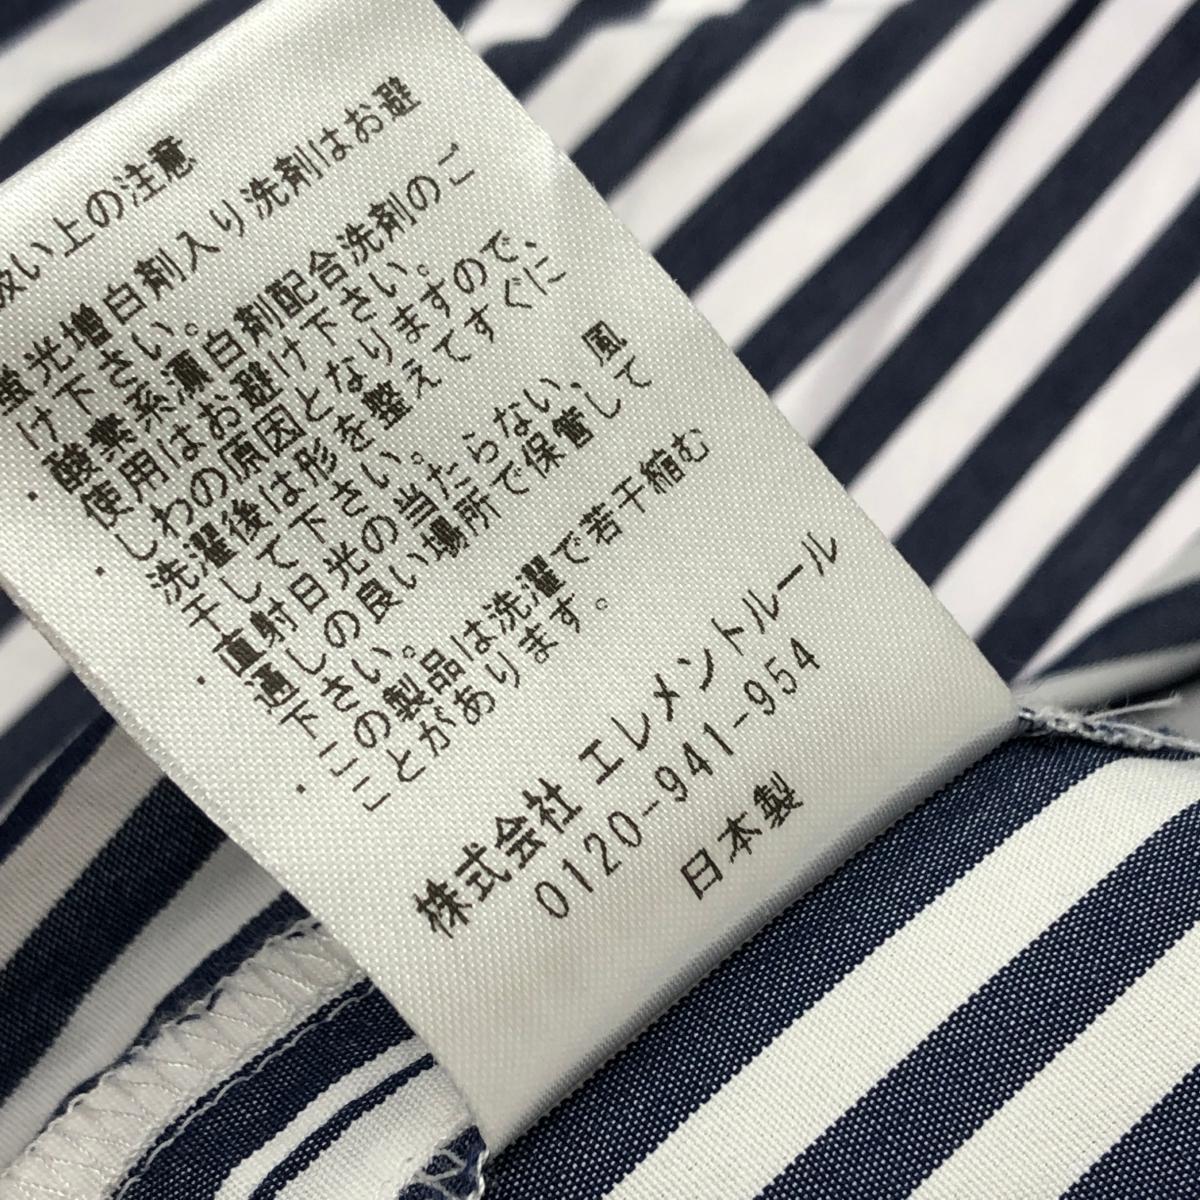 扱い上の注意
蛍光増白剤入り洗剤はお避
け下さい。
・酸素系漂白剤配合洗剤のご
使用はお避け下さい。
しわの原因となりますので、
・洗濯後は形を整えてすぐに
干して下さい。
・直射日光の当たらない、風
通しの良い場所で保管して
下さい。
・この製品は洗濯で若干縮む
ことがあります。
株式会社 エレメントルール
0120-941-954
日本製